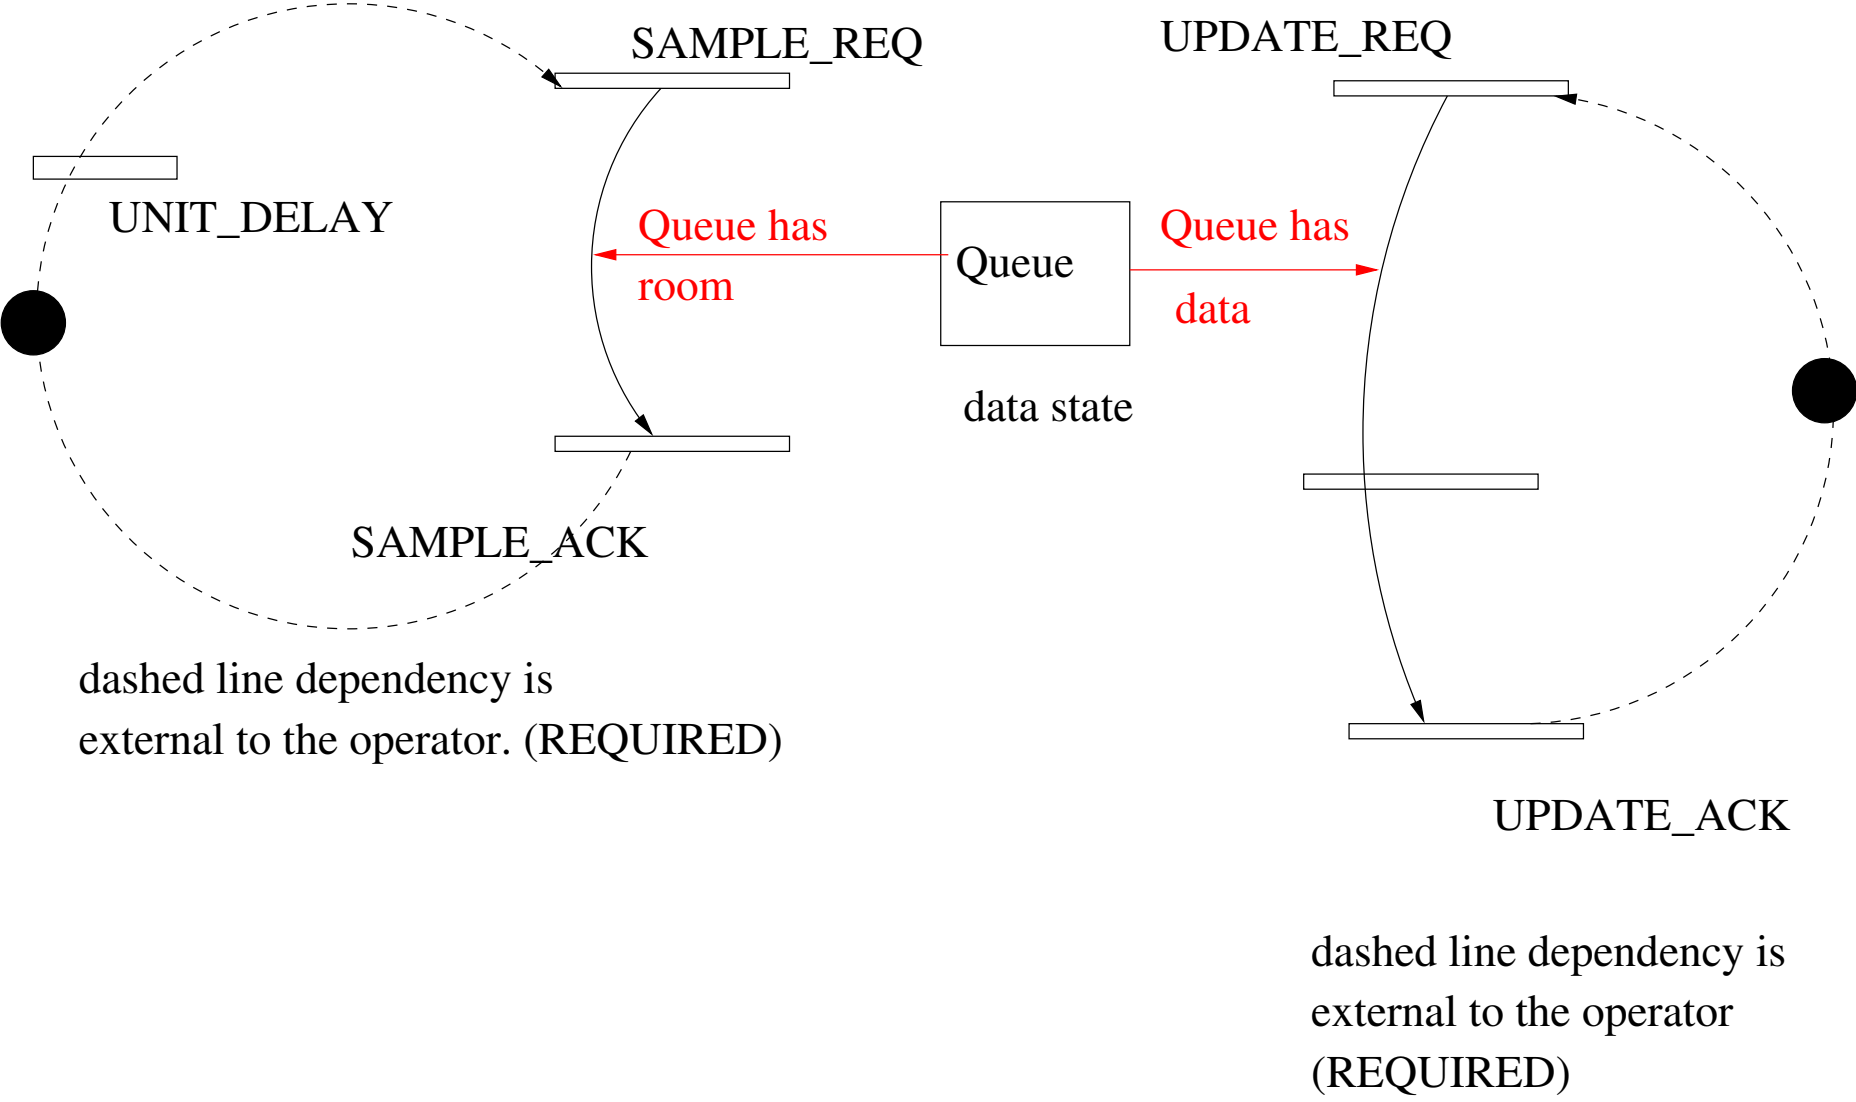 SAMPLE_REQ
UPDATE_REQ
UNIT_DELAY
Queue has
room
Queue
Queue has
data
data state
SAMPLE_ACK
dashed line dependency is
external to the operator. (REQUIRED)
UPDATE_ACK
dashed line dependency is
external to the operator
(REQUIRED)